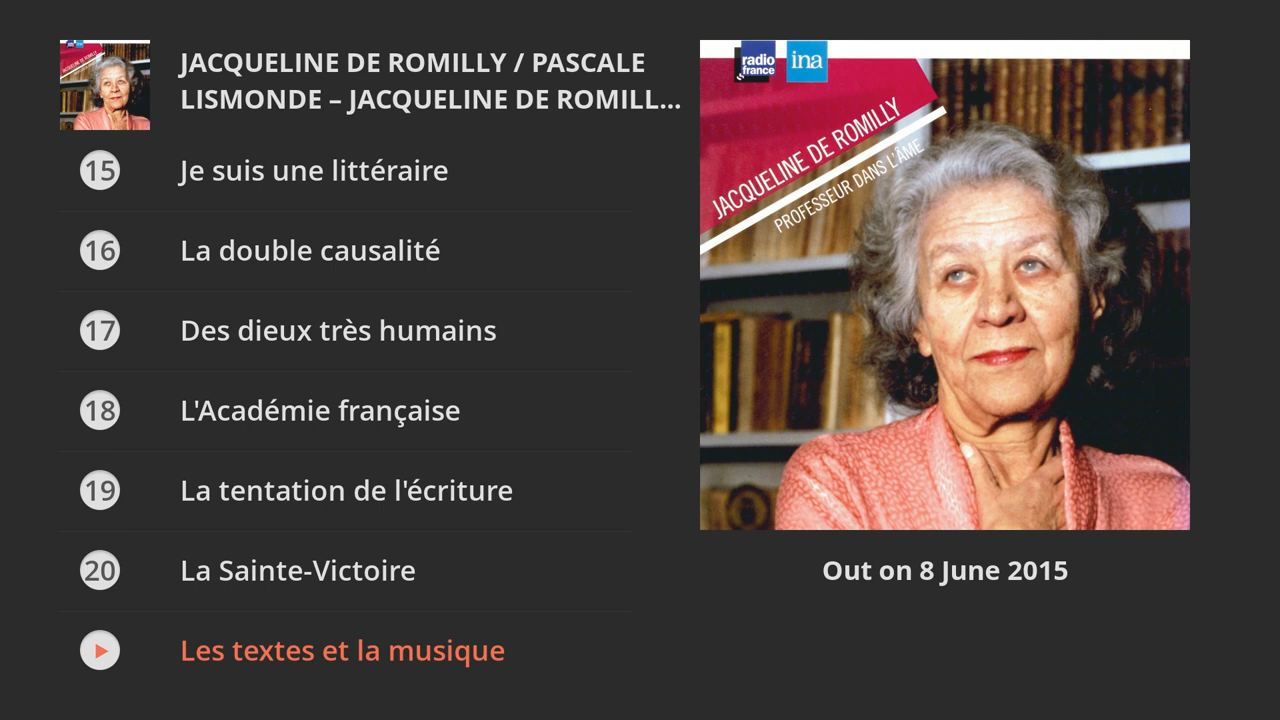 JACQUELINE DE ROMILLY / PASCALE
LISMONDE – JACQUELINE DE ROMILL...
15 Je suis une littéraire
16 La double causalité
17 Des dieux très humains
18 L'Académie française
19 La tentation de l'écriture
20 La Sainte-Victoire
Les textes et la musique
radio
france
ina
JACQUELINE DE ROMILLY
PROFESSEUR DANS L'ÂME
Out on 8 June 2015